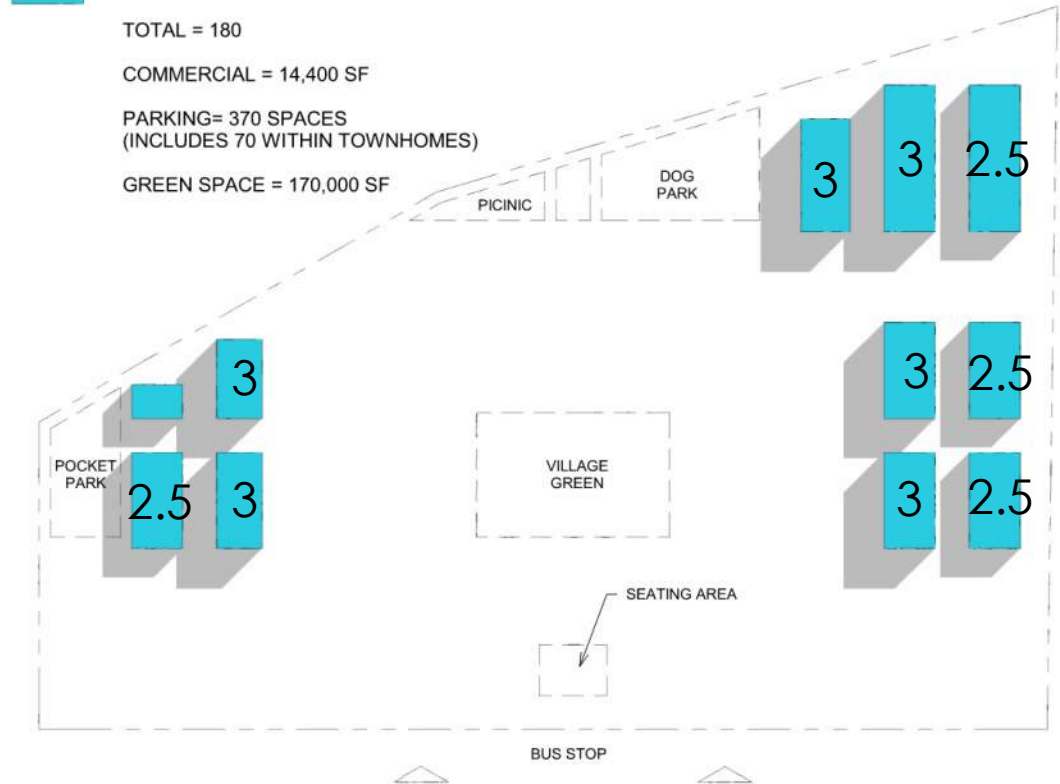 TOTAL = 180
COMMERCIAL = 14,400 SF
PARKING= 370 SPACES
(INCLUDES 70 WITHIN TOWNHOMES)
GREEN SPACE = 170,000 SF
PICINIC
DOG
PARK
3
3
2.5
3
3
2.5
POCKET
PARK
2.5
3
VILLAGE
GREEN
3
2.5
SEATING AREA
BUS STOP